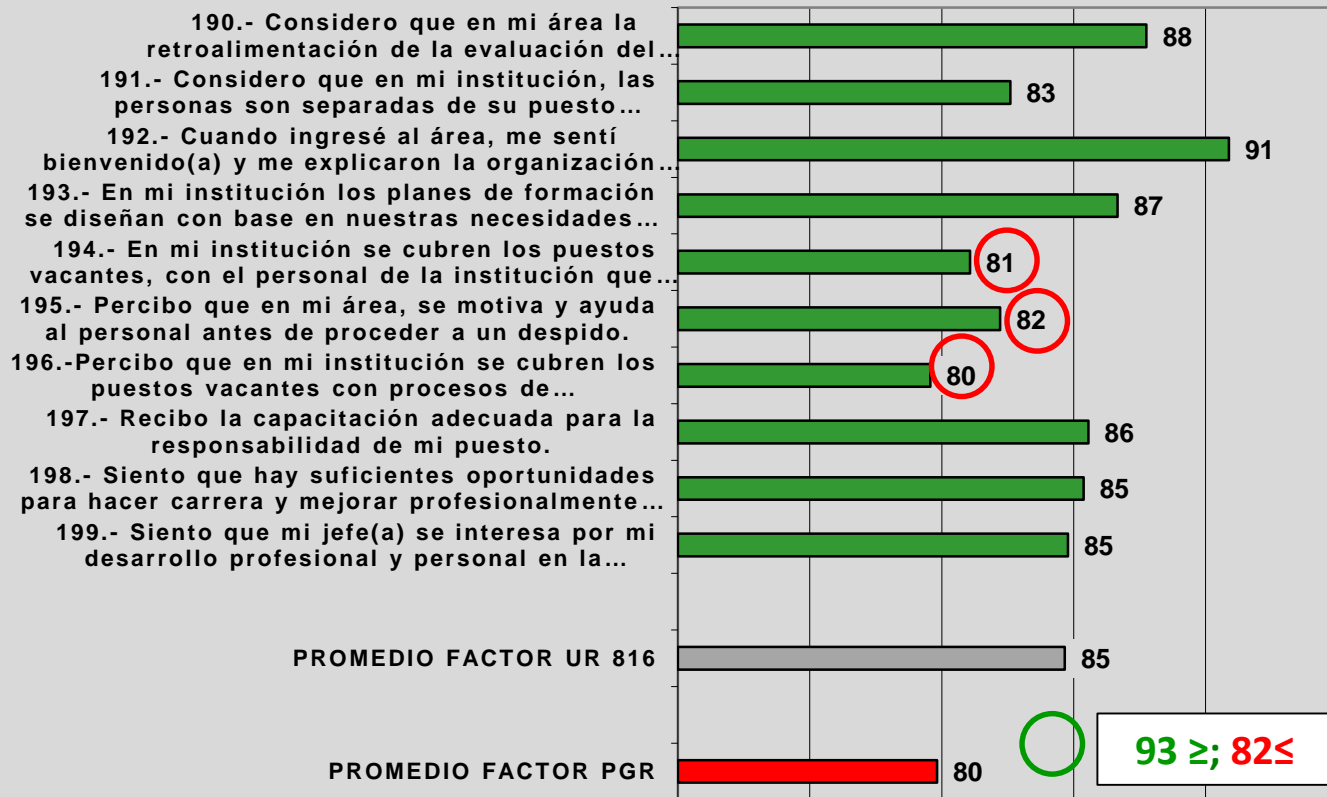 190.- Considero que en mi área la
retroalimentación de la evaluación del...
88
191.- Considero que en mi institución, las
personas son separadas de su puesto...
83
192.- Cuando ingresé al área, me sentí
bienvenido(a) y me explicaron la organización...
91
193.- En mi institución los planes de formación
se diseñan con base en nuestras necesidades...
87
194.- En mi institución se cubren los puestos
vacantes, con el personal de la institución que...
81
195.- Percibo que en mi área, se motiva y ayuda
al personal antes de proceder a un despido.
82
196.-Percibo que en mi institución se cubren los
puestos vacantes con procesos de...
80
197.- Recibo la capacitación adecuada para la
responsabilidad de mi puesto.
86
198.- Siento que hay suficientes oportunidades
para hacer carrera y mejorar profesionalmente...
85
199.- Siento que mi jefe(a) se interesa por mi
desarrollo profesional y personal en la...
85
PROMEDIO FACTOR UR 816
85
93 ≥; 82≤
PROMEDIO FACTOR PGR
80